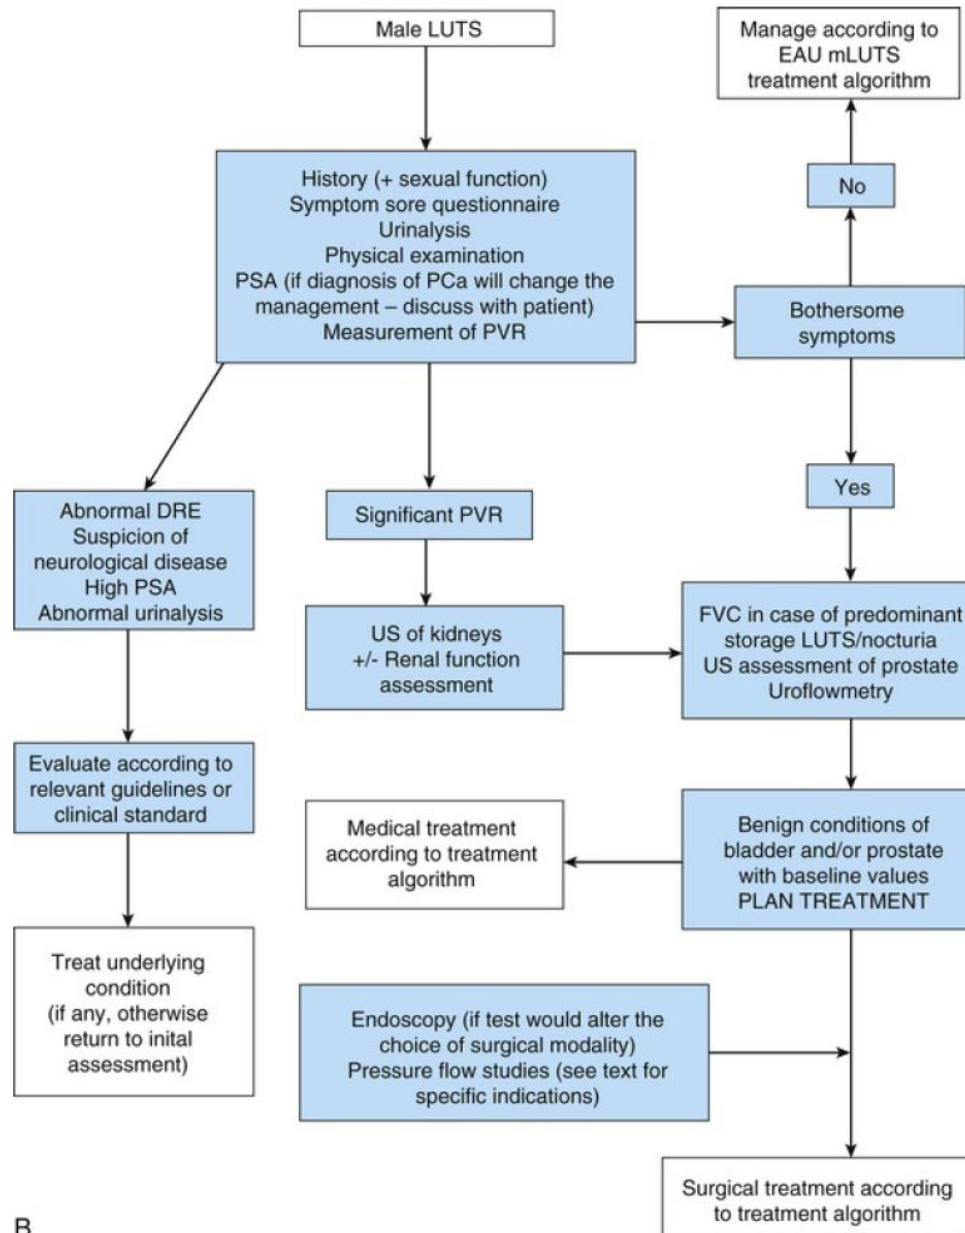 Male LUTS
Manage according to
EAU mLUTS
treatment algorithm
History (+ sexual function)
Symptom sore questionnaire
Urinalysis
Physical examination
PSA (if diagnosis of PCa will change the
management – discuss with patient)
Measurement of PVR
No
Bothersome
symptoms
Yes
Abnormal DRE
Suspicion of
neurological disease
High PSA
Abnormal urinalysis
Significant PVR
US of kidneys
+/- Renal function
assessment
FVC in case of predominant
storage LUTS/nocturia
US assessment of prostate
Uroflowmetry
Evaluate according to
relevant guidelines or
clinical standard
Medical treatment
according to treatment
algorithm
Benign conditions of
bladder and/or prostate
with baseline values
PLAN TREATMENT
Treat underlying
condition
(if any, otherwise
return to inital
assessment)
Endoscopy (if test would alter the
choice of surgical modality)
Pressure flow studies (see text for
specific indications)
Surgical treatment according
to treatment algorithm
B